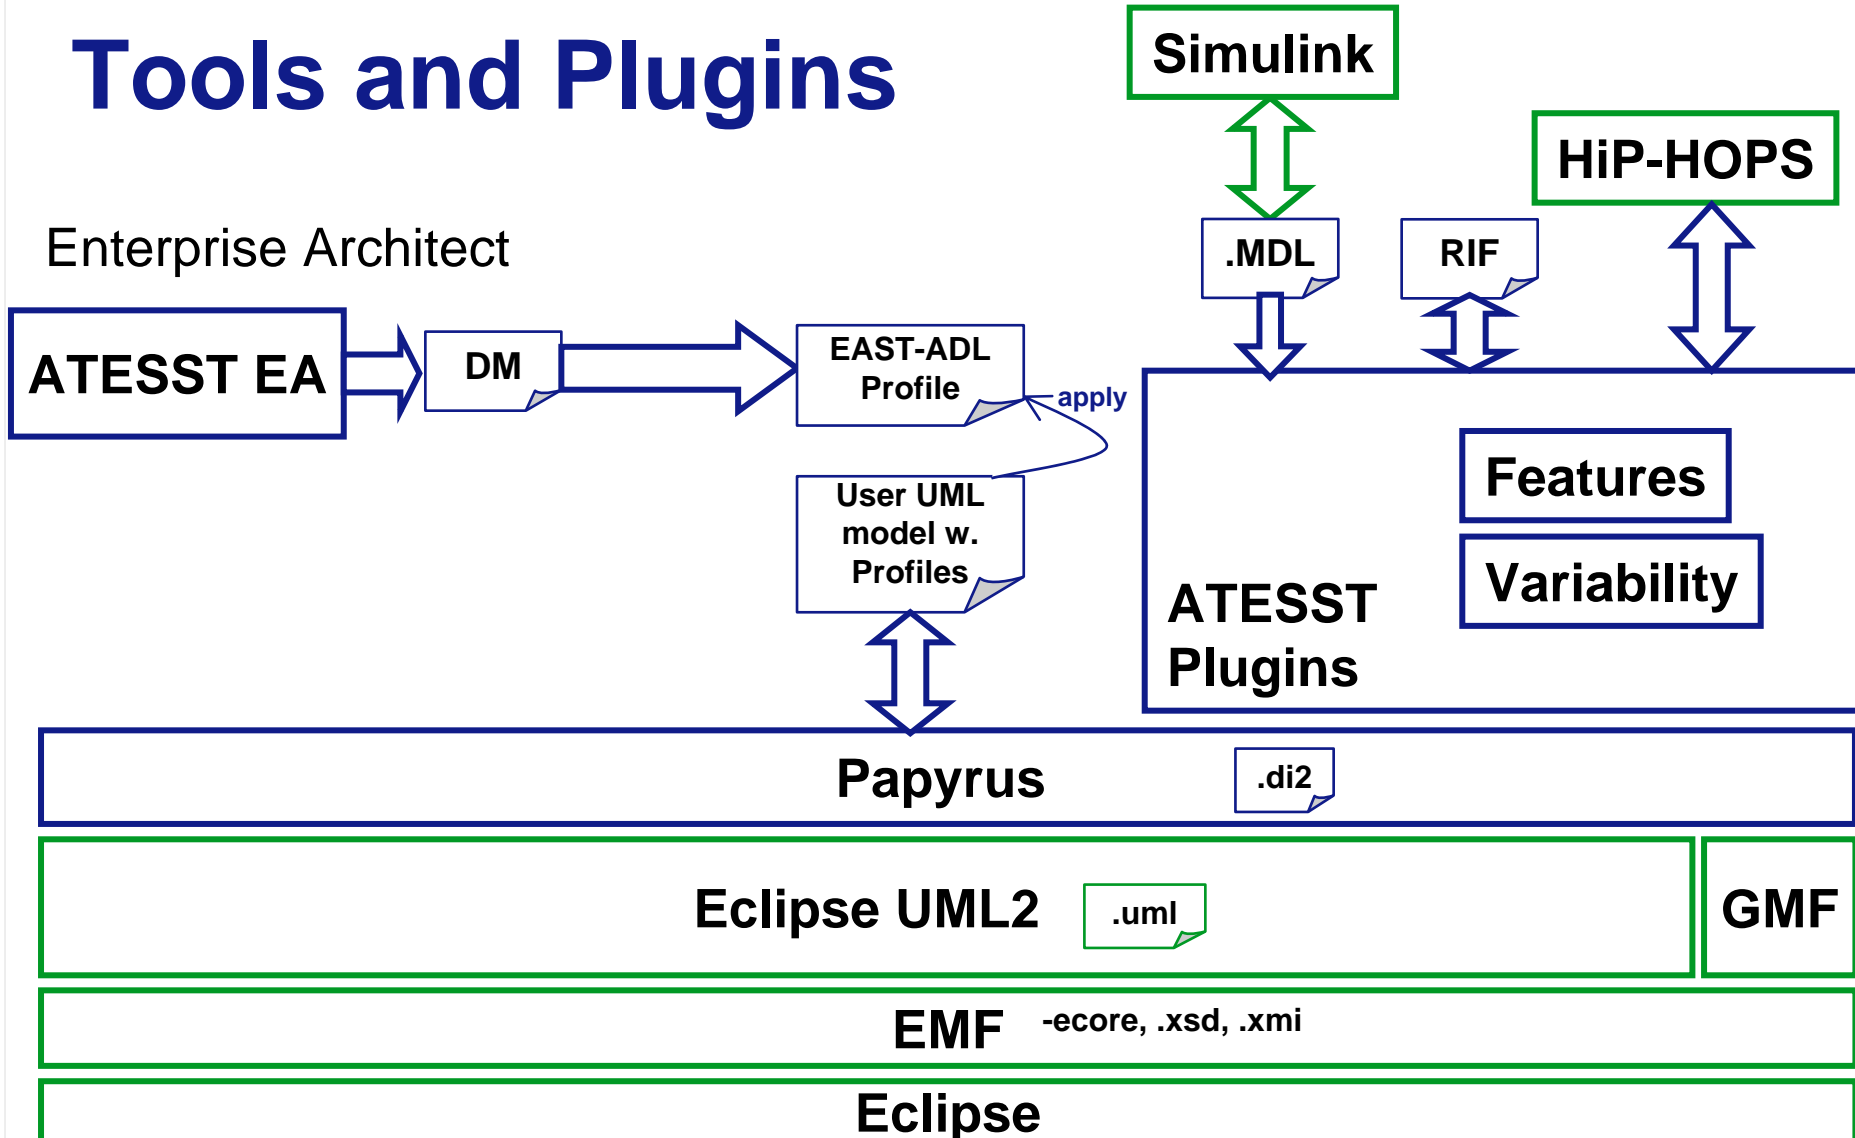 Tools and Plugins
Simulink
HiP-HOPS
Enterprise Architect
.MDL
RIF
ATESST EA
DM
EAST-ADL
Profile
apply
User UML
model w.
Profiles
Features
Variability
ATESST
Plugins
Papyrus
.di2
Eclipse UML2
.uml
GMF
EMF
-ecore, .xsd, .xmi
Eclipse